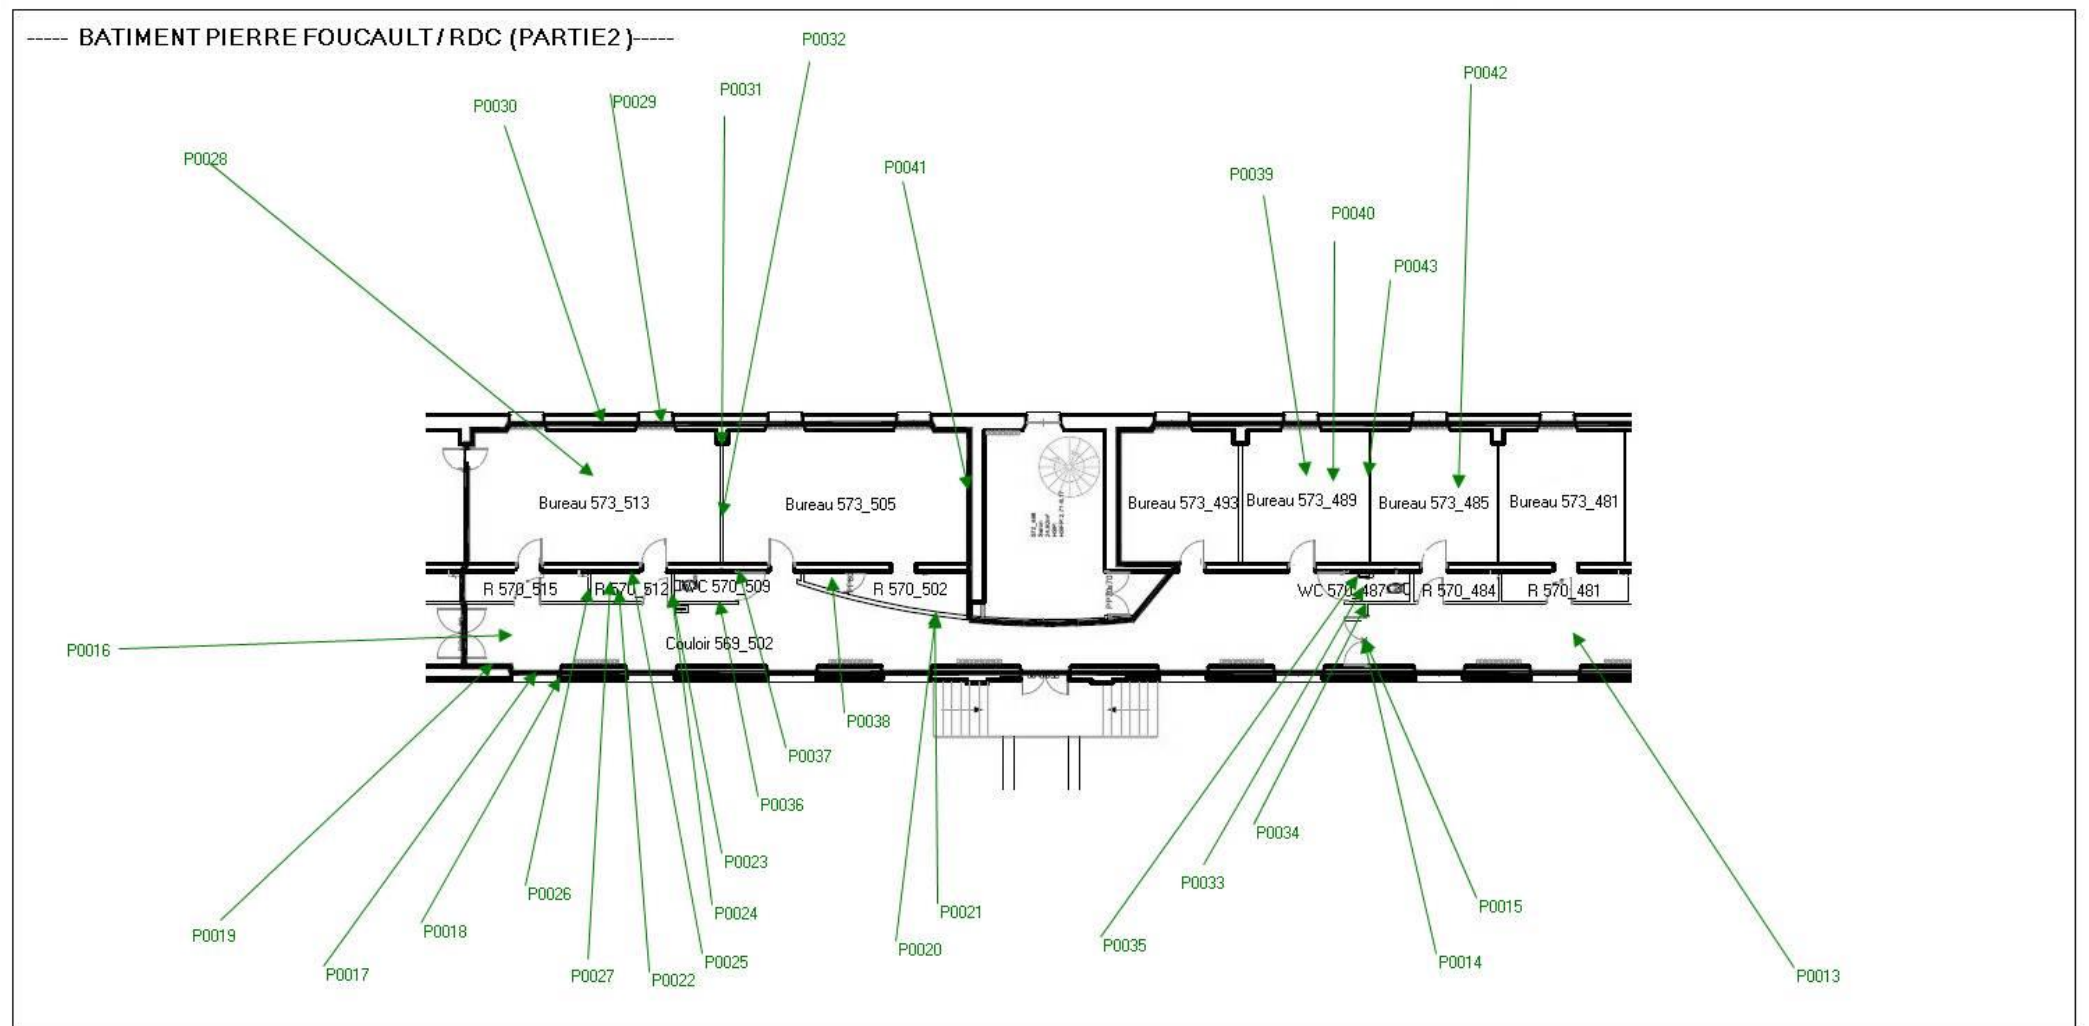 ----- BATIMENT PIERRE FOUCAULT / RDC (PARTIE2 )-----
P0032
P0042
P0031
P0029
P0030
P0028
P0041
P0039
P0040
P0043
Bureau 573_513
Bureau 573_505
Bureau 573_493
Bureau 573_489
Bureau 573_485
Bureau 573_481
R 570_515
R 570_512
WC 570_509
R 570_502
WC 570_487
R 570_484
R 570_481
Couloir 569_502
P0016
P0038
P0037
P0036
P0034
P0023
P0033
P0026
P0015
P0024
P0021
P0018
P0019
P0035
P0020
P0025
P0014
P0017
P0027
P0022
P0013